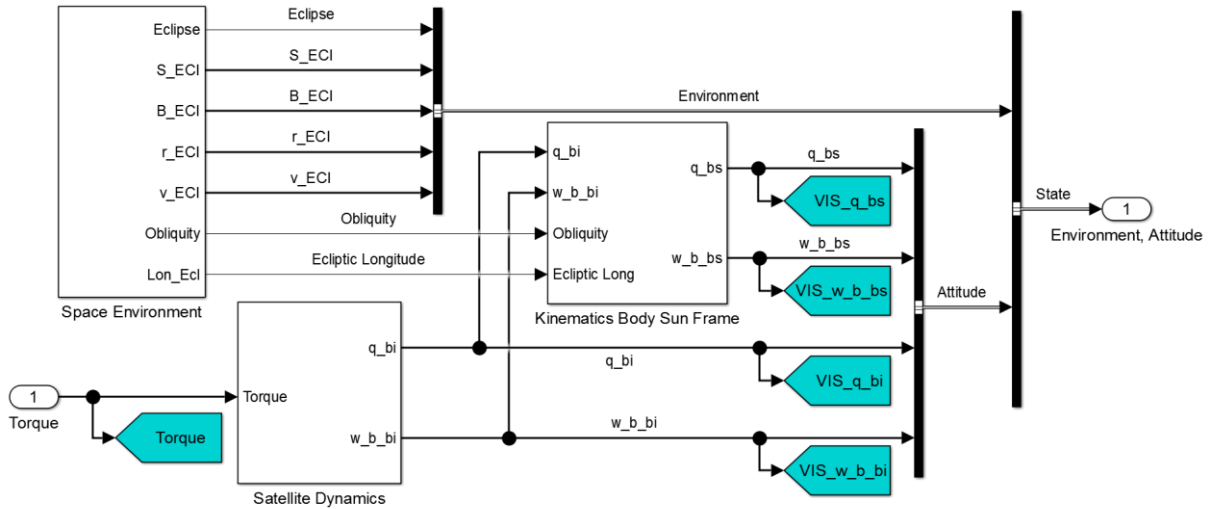 Eclipse
S_ECI
B_ECI
r_ECI
v_ECI
Obliquity
Lon_Ecl
Space Environment
Eclipse
S_ECI
B_ECI
r_ECI
v_ECI
Obliquity
Ecliptic Longitude
Environment
q_bi
w_b_bi
Obliquity
Ecliptic Long
q_bs
w_b_bs
Kinematics Body Sun Frame
q_bs
VIS_q_bs
w_b_bs
VIS_w_b_bs
Attitude
State
1
Environment, Attitude
1
Torque
Torque
Torque
q_bi
w_b_bi
Satellite Dynamics
q_bi
VIS_q_bi
w_b_bi
VIS_w_b_bi